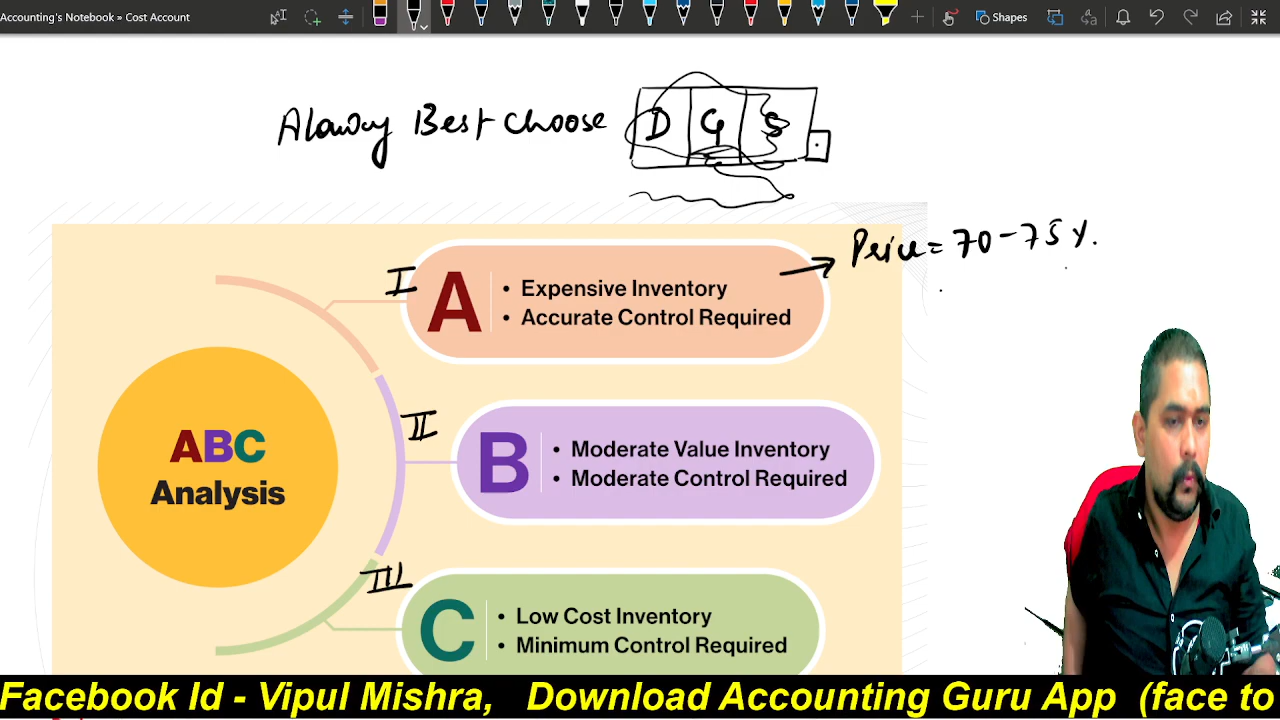 Accounting's Notebook » Cost Account
Shapes
Alaway Best choose D G S
Price = 70-75%.
I
A
• Expensive Inventory
• Accurate Control Required
II
B
• Moderate Value Inventory
• Moderate Control Required
ABC
Analysis
III
C
• Low Cost Inventory
• Minimum Control Required
Facebook Id - Vipul Mishra, Download Accounting Guru App (face to